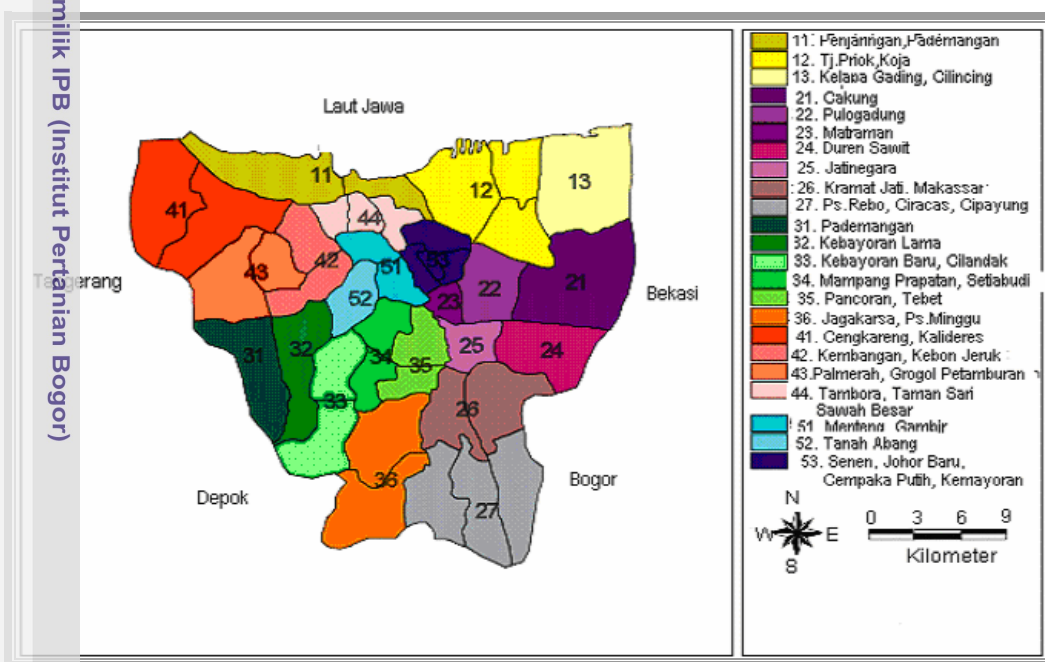 milik IPB (Institut Pertanian Bogor)
Laut Jawa
11
12
13
41
44
43
42
51
53
52
23
22
21
Tangerang
Bekasi
31
32
34
35
25
24
33
26
36
27
Depok
Bogor
11. Penjaringan,Pademangan
12. Tj.Priok,Koja
13. Kelapa Gading, Cilincing
21. Cakung
22. Pulogadung
23. Matraman
24. Duren Sawit
25. Jatinegara
26. Kramat Jati. Makassar
27. Ps.Rebo, Ciracas, Cipayung
31. Pademangan
32. Kebayoran Lama
33. Kebayoran Baru, Cilandak
34. Mampang Prapatan, Setiabudi
35. Pancoran, Tebet
36. Jagakarsa, Ps.Minggu
41. Cengkareng, Kalideres
42. Kembangan, Kebon Jeruk
43.Palmerah, Grogol Petamburan
44. Tambora, Taman Sari
Sawah Besar
51. Menteng, Gambir
52. Tanah Abang
53. Senen, Johor Baru,
Cempaka Putih, Kemayoran
N
W E
S
0 3 6 9
Kilometer